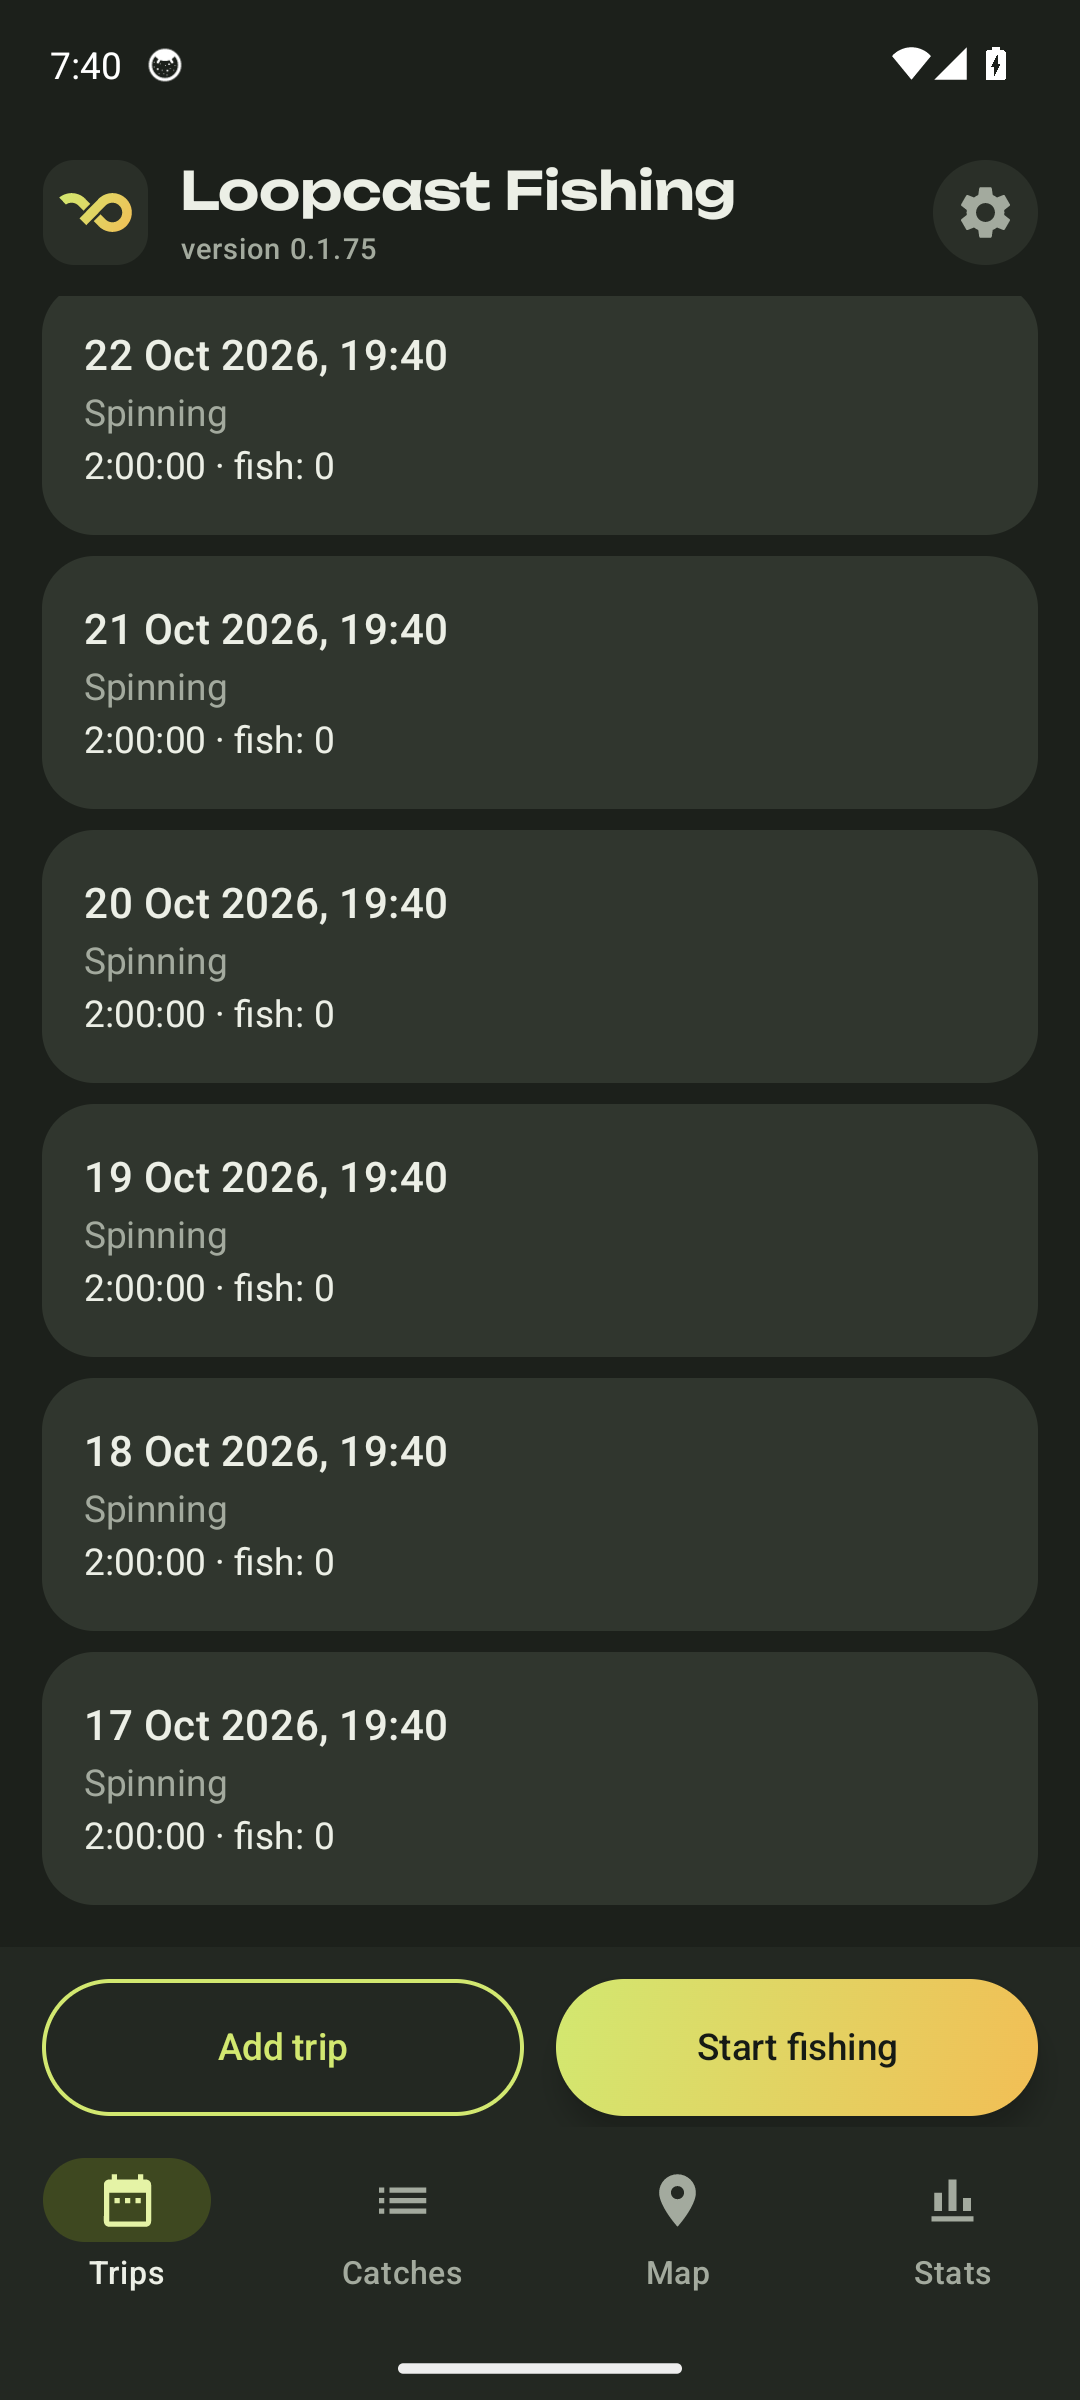 7:40
Loopcast Fishing
version 0.1.75
22 Oct 2026, 19:40
Spinning
2:00:00 · fish: 0
21 Oct 2026, 19:40
Spinning
2:00:00 · fish: 0
20 Oct 2026, 19:40
Spinning
2:00:00 · fish: 0
19 Oct 2026, 19:40
Spinning
2:00:00 · fish: 0
18 Oct 2026, 19:40
Spinning
2:00:00 · fish: 0
17 Oct 2026, 19:40
Spinning
2:00:00 · fish: 0
Add trip Start fishing
Trips Catches Map Stats